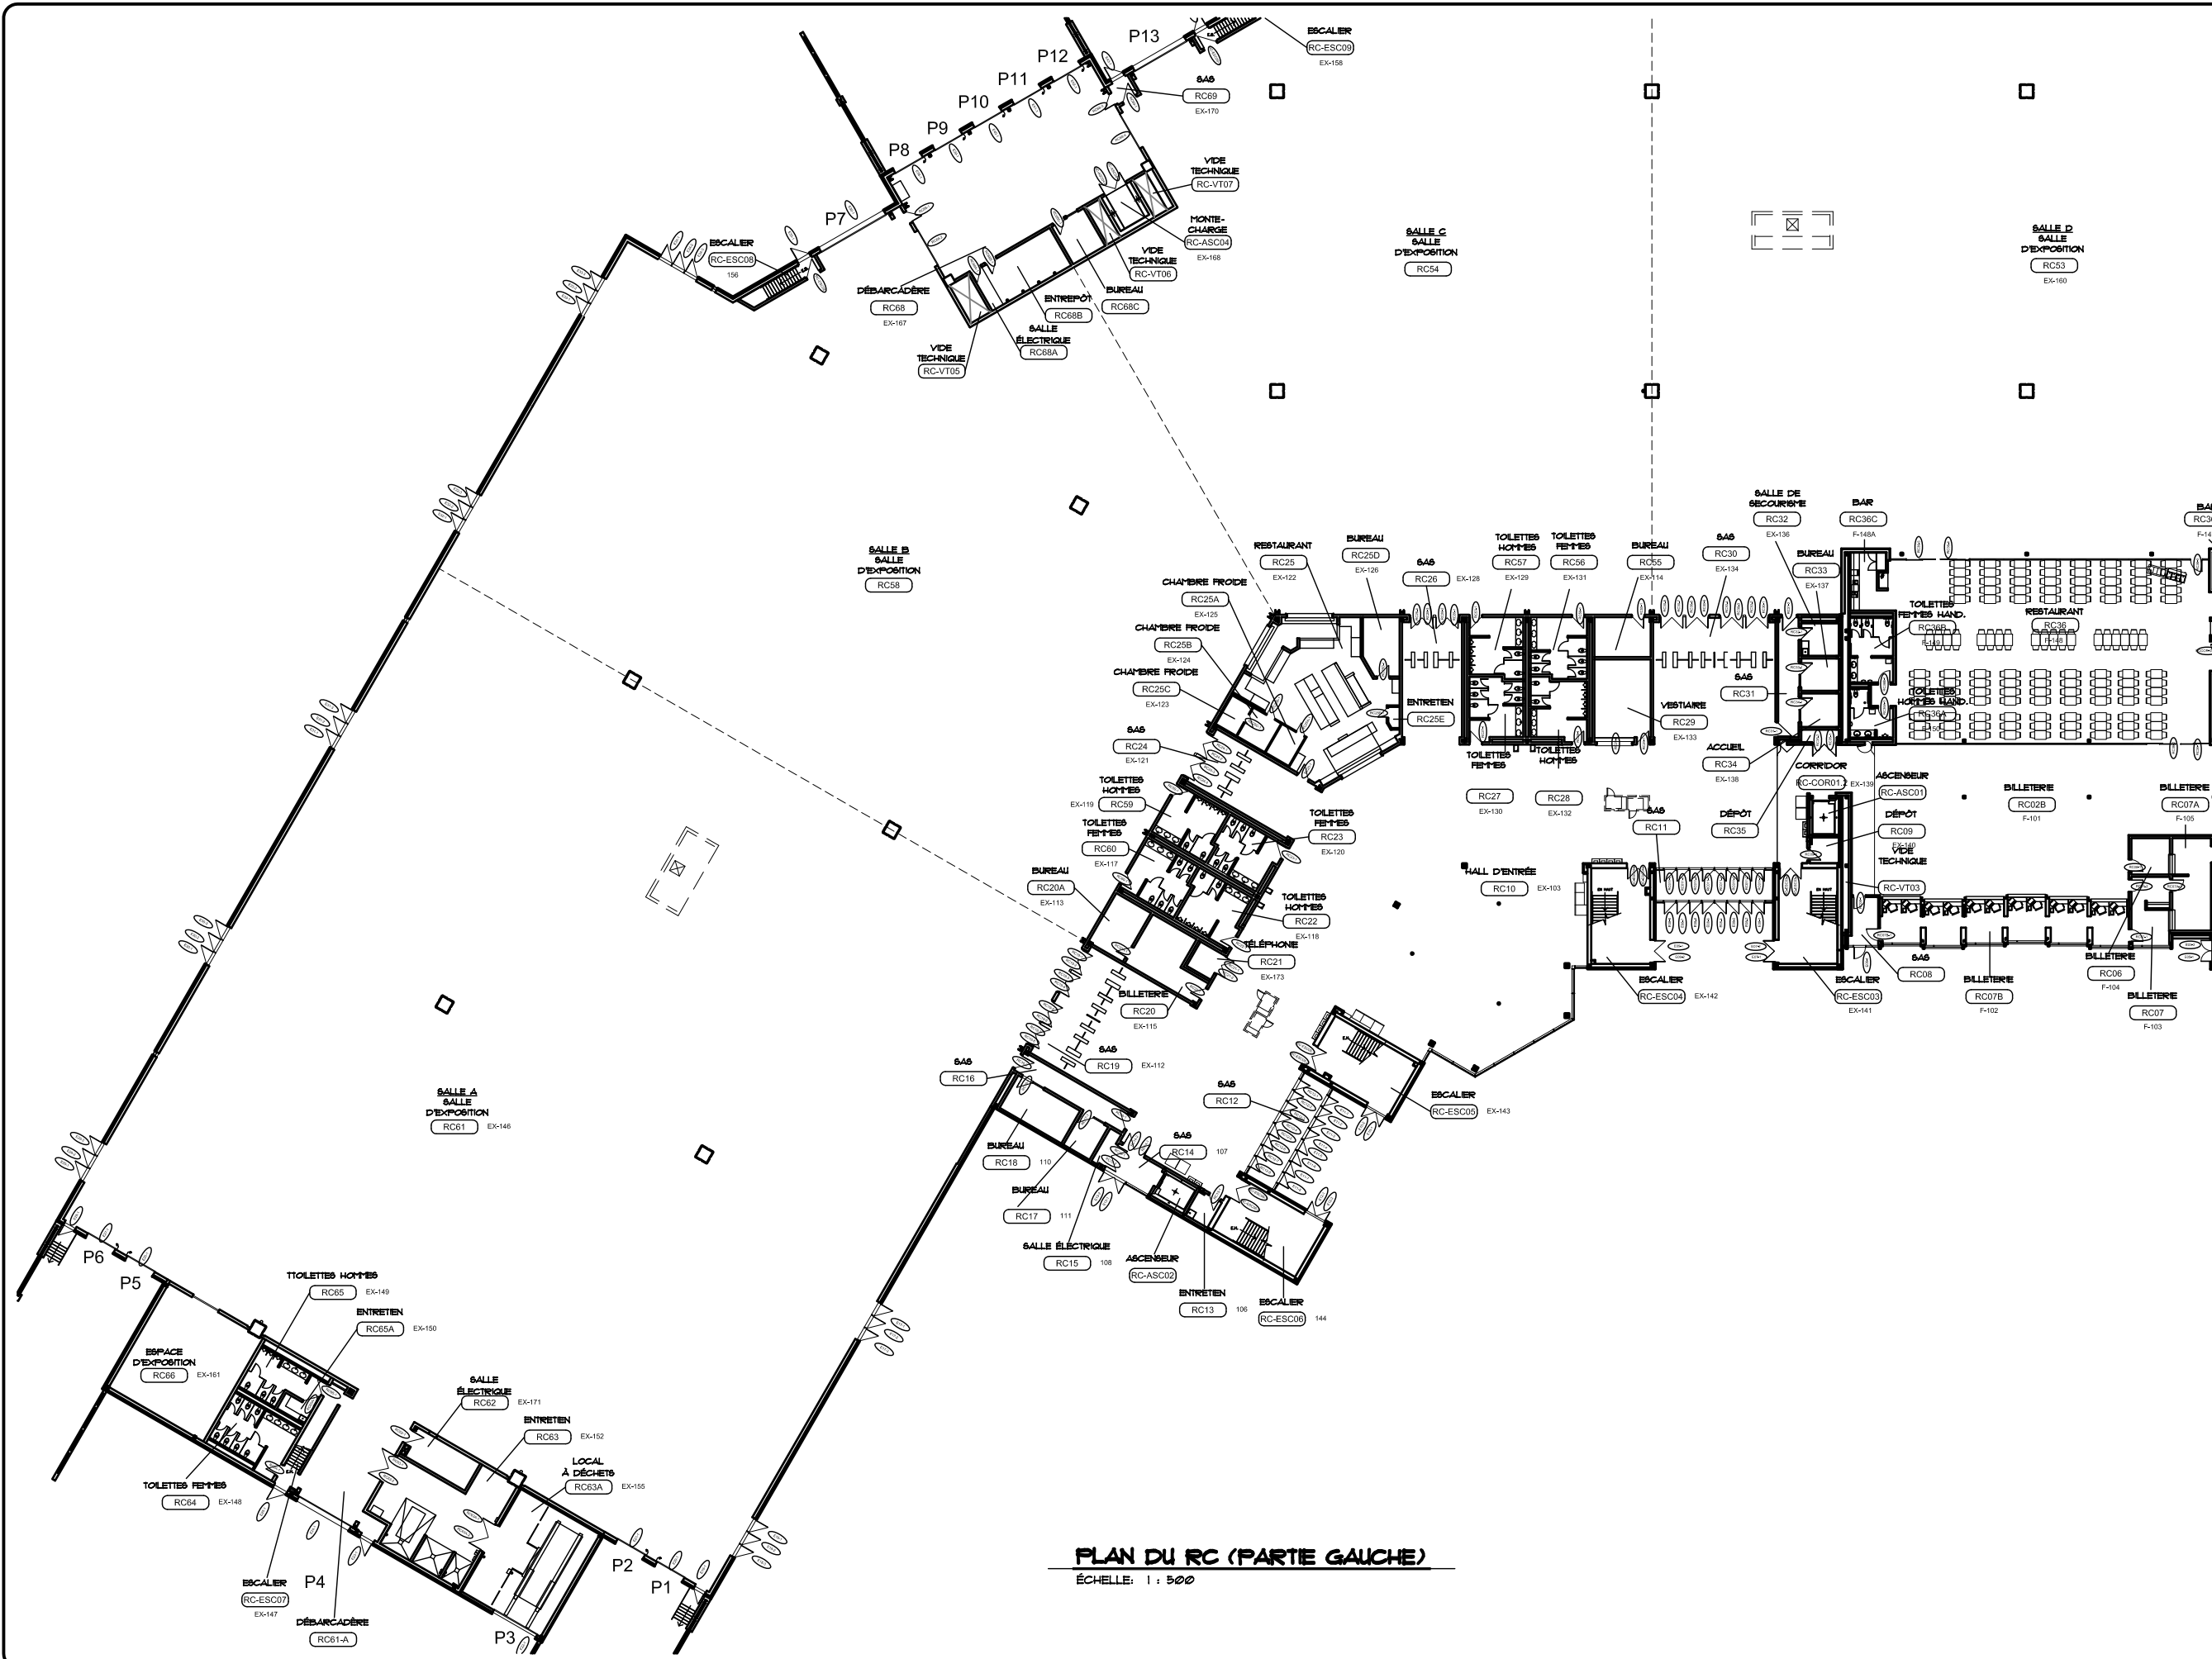 P13
ESCALIER
RC-ESC09
EX-158
P12
P11
P10
P9
P8
P7
SAS
RC69
EX-170
VIDE
TECHNIQUE
RC-VT07
MONTE-
CHARGE
RC-ASC04
EX-168
VIDE
TECHNIQUE
RC-VT06
BUREAU
RC68C
ENTREPÔT
RC68B
SALLE
ÉLECTRIQUE
RC68A
DÉBARCADÈRE
RC68
EX-167
VIDE
TECHNIQUE
RC-VT05
ESCALIER
RC-ESC08
156
SALLE C
SALLE
D'EXPOSITION
RC54
SALLE D
SALLE
D'EXPOSITION
RC53
EX-160
SALLE B
SALLE
D'EXPOSITION
RC58
RESTAURANT
RC25
EX-122
BUREAU
RC25D
EX-126
SAS
RC26
EX-128
TOILETTES
HOMMES
RC57
EX-129
TOILETTES
FEMMES
RC56
EX-131
BUREAU
RC55
EX-114
SAS
RC30
EX-134
SALLE DE
SECOURISME
RC32
EX-136
BUREAU
RC33
EX-137
BAR
RC36C
F-148A
TOILETTES
FEMMES HAND.
RC36B
F-149
RESTAURANT
RC36
F-148
TOILETTES
HOMMES HAND.
RC36A
F-150
CHAMBRE FROIDE
RC25A
EX-125
CHAMBRE FROIDE
RC25B
EX-124
CHAMBRE FROIDE
RC25C
EX-123
ENTRETIEN
RC25E
SAS
RC31
VESTIAIRE
RC29
EX-133
ACCUEIL
RC34
EX-138
SAS
RC24
EX-121
TOILETTES
FEMMES
RC27
EX-130
TOILETTES
HOMMES
RC28
EX-132
CORRIDOR
RC-COR01.2
EX-139
ASCENSEUR
RC-ASC01
DÉPÔT
RC35
DÉPÔT
RC09
EX-140
VIDE
TECHNIQUE
RC-VT03
BILLETERIE
RC02B
F-101
BILLETERIE
RC07A
F-105
TOILETTES
HOMMES
EX-119
RC59
TOILETTES
FEMMES
RC60
EX-117
TOILETTES
FEMMES
RC23
EX-120
SAS
RC11
HALL D'ENTRÉE
RC10
EX-103
EN HAUT
EN HAUT
BUREAU
RC20A
EX-113
TOILETTES
HOMMES
RC22
EX-118
TÉLÉPHONE
RC21
EX-173
BILLETERIE
RC20
EX-115
ESCALIER
RC-ESC04
EX-142
ESCALIER
RC-ESC03
EX-141
SAS
RC08
BILLETERIE
RC07B
F-102
BILLETERIE
RC06
F-104
BILLETERIE
RC07
F-103
SAS
RC19
EX-112
SAS
RC16
SAS
RC12
ESCALIER
RC-ESC05
EX-143
SALLE A
SALLE
D'EXPOSITION
RC61
EX-146
BUREAU
RC18
110
SAS
RC14
107
BUREAU
RC17
111
SALLE ÉLECTRIQUE
RC15
108
ASCENSEUR
RC-ASC02
ENTRETIEN
RC13
106
ESCALIER
RC-ESC06
144
P6
P5
TTOILETTES HOMMES
RC65
EX-149
ENTRETIEN
RC65A
EX-150
ESPACE
D'EXPOSITION
RC66
EX-161
SALLE
ÉLECTRIQUE
RC62
EX-171
ENTRETIEN
RC63
EX-152
LOCAL
À DÉCHETS
RC63A
EX-155
TOILETTES FEMMES
RC64
EX-148
ESCALIER
RC-ESC07
EX-147
P4
DÉBARCADÈRE
RC61-A
P3
P2
P1
PLAN DU RC (PARTIE GAUCHE)
ÉCHELLE: 1 : 500